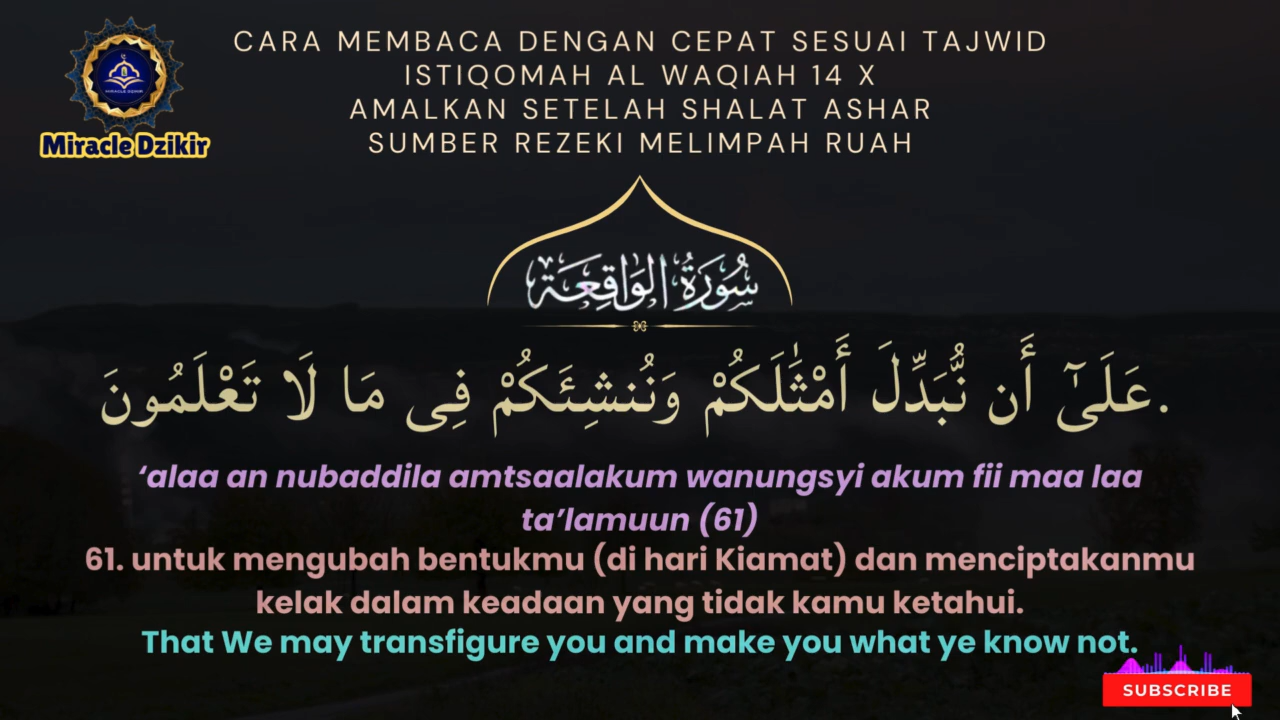 CARA MEMBACA DENGAN CEPAT SESUAI TAJWID
ISTIQOMAH AL WAQIAH 14 X
AMALKAN SETELAH SHALAT ASHAR
SUMBER REZEKI MELIMPAH RUAH
MIRACLE DZIKIR
Miracle Dzikir
سُورَةُ الوَاقِعَة
عَلَىٰٓ أَن نُّبَدِّلَ أَمْثَٰلَكُمْ وَنُنشِئَكُمْ فِى مَا لَا تَعْلَمُونَ.
‘alaa an nubaddila amtsaalakum wanungsyi akum fii maa laa
ta’lamuun (61)
61. untuk mengubah bentukmu (di hari Kiamat) dan menciptakanmu
kelak dalam keadaan yang tidak kamu ketahui.
That We may transfigure you and make you what ye know not.
SUBSCRIBE